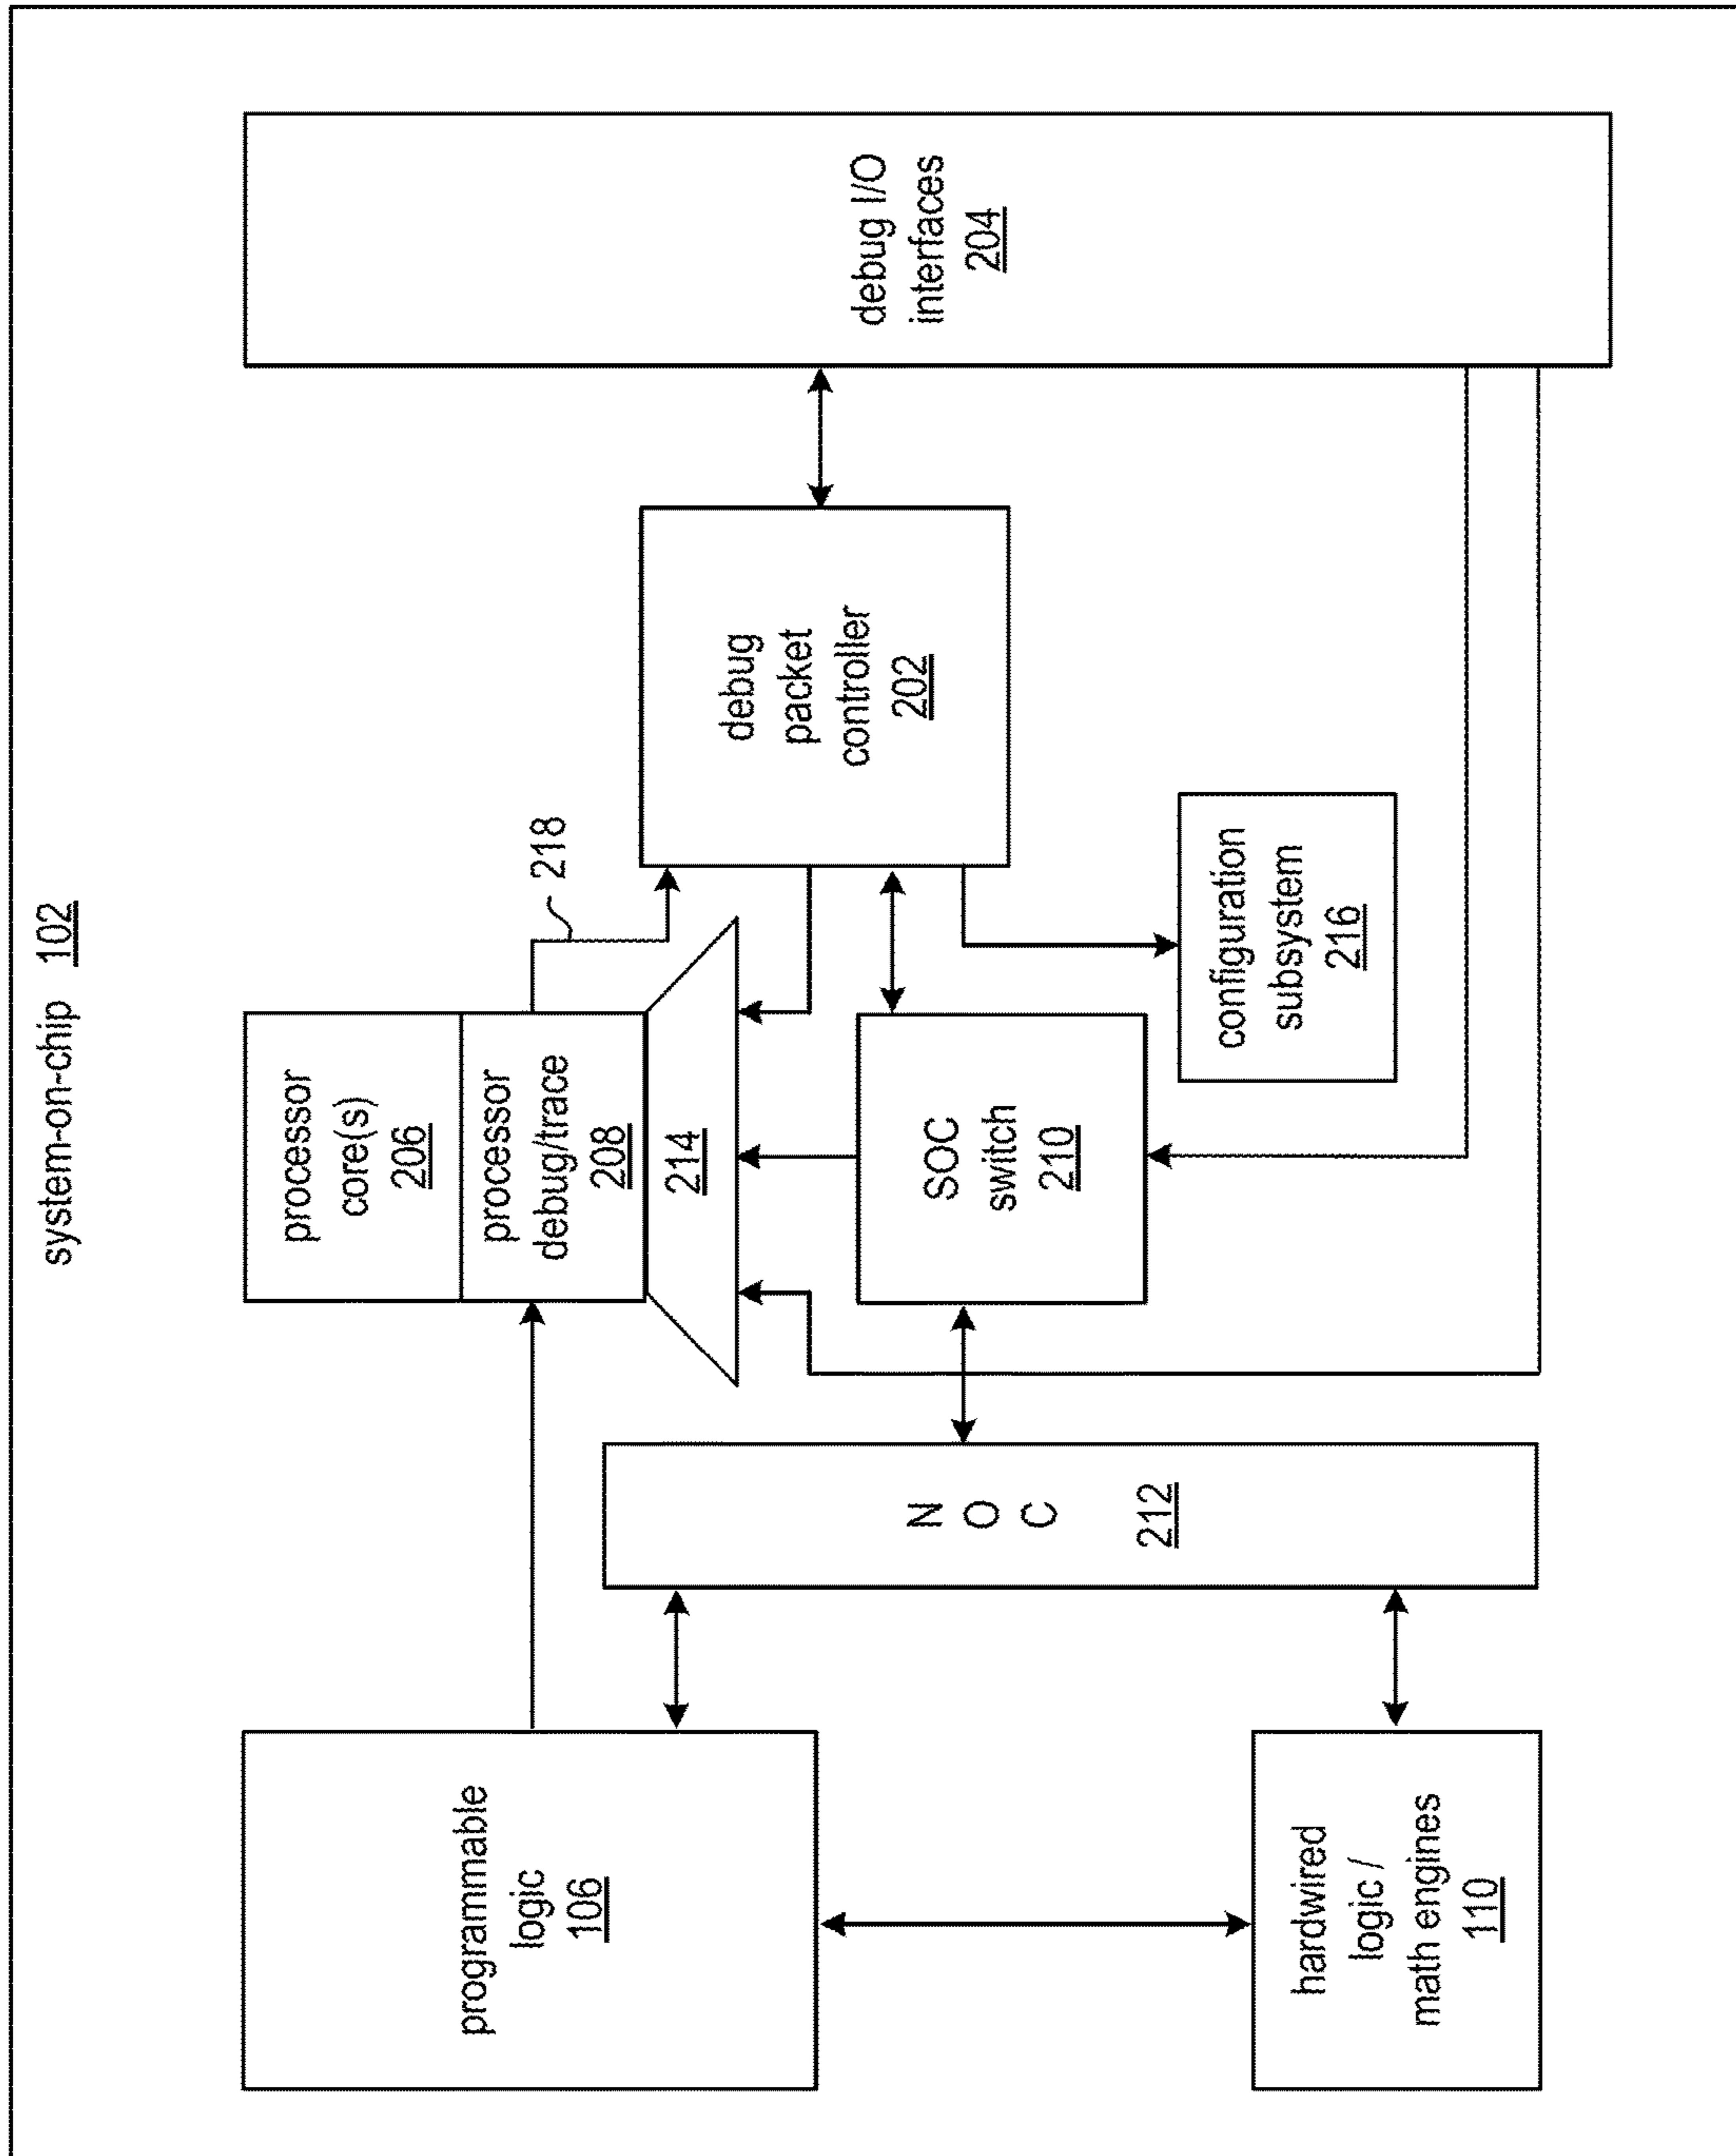 system-on-chip 102
programmable
logic
106
processor
core(s)
206
processor
debug/trace
208
214
218
debug
packet
controller
202
debug I/O
interfaces
204
N
O
C
212
SOC
switch
210
configuration
subsystem
216
hardwired
logic /
math engines
110